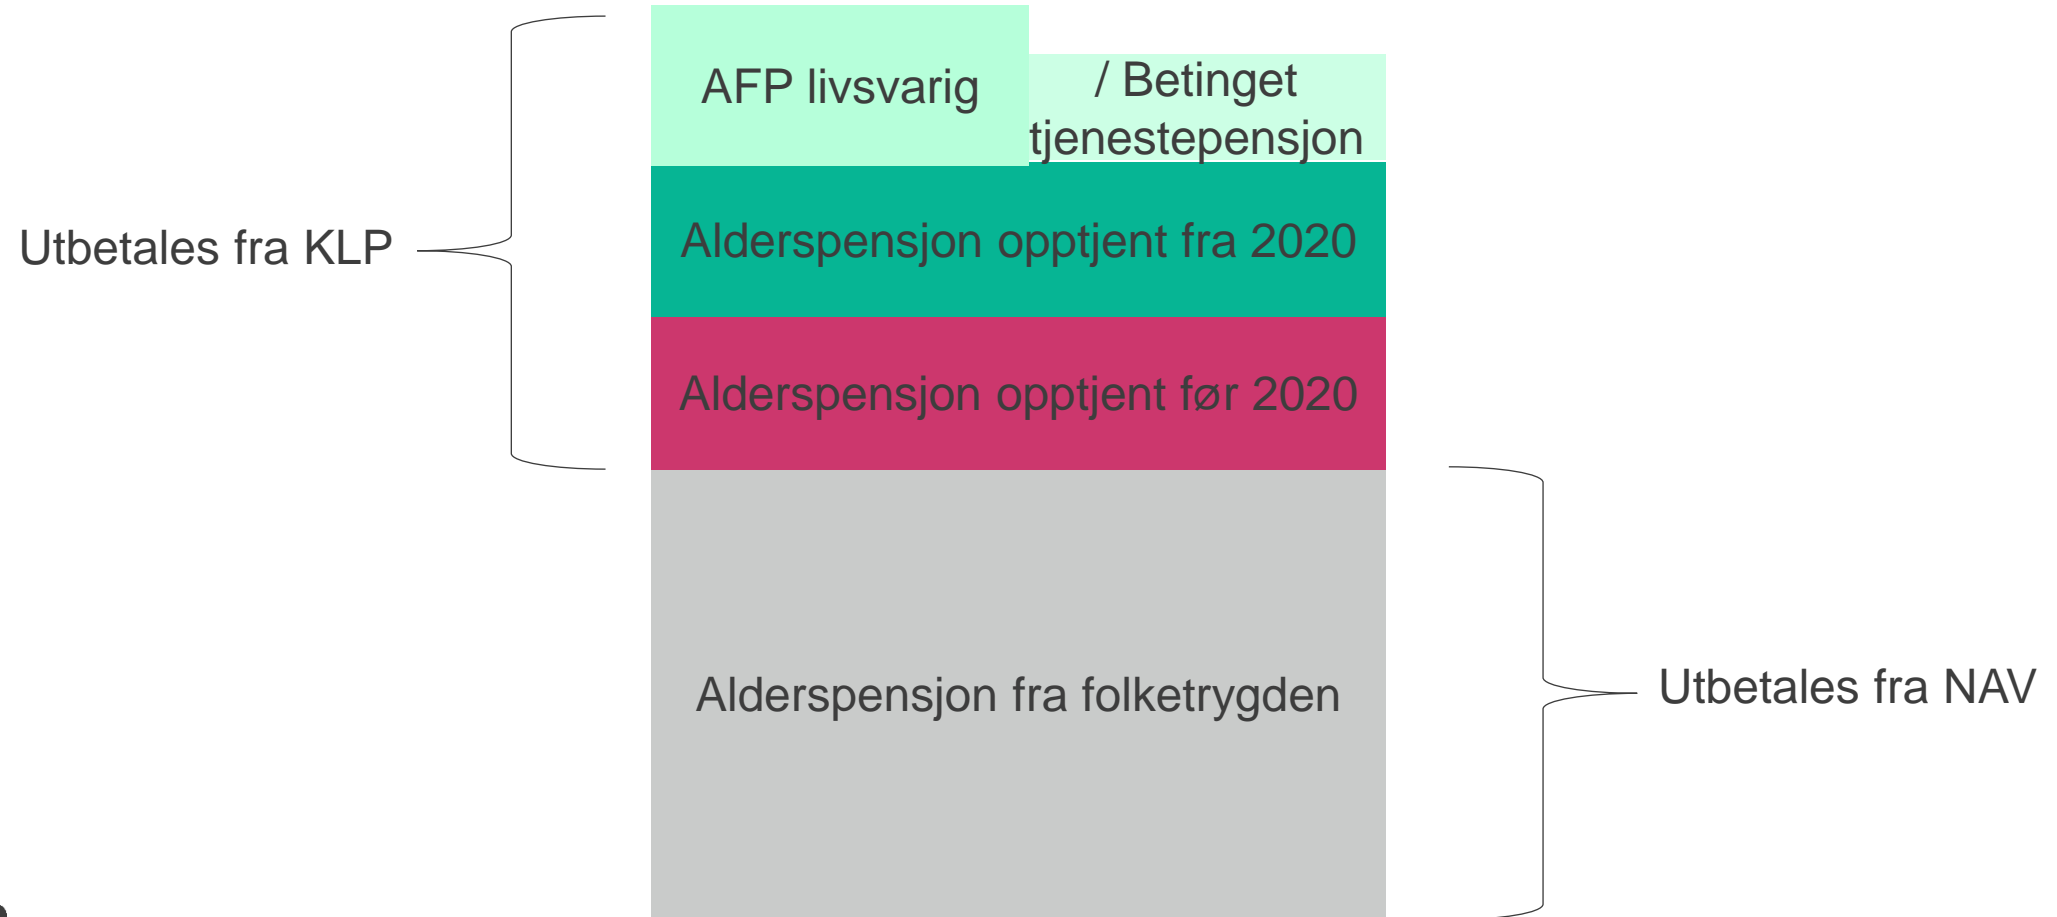 AFP livsvarig
/ Betinget
tjenestepensjon
Utbetales fra KLP
Alderspensjon opptjent fra 2020
Alderspensjon opptjent før 2020
Alderspensjon fra folketrygden
Utbetales fra NAV